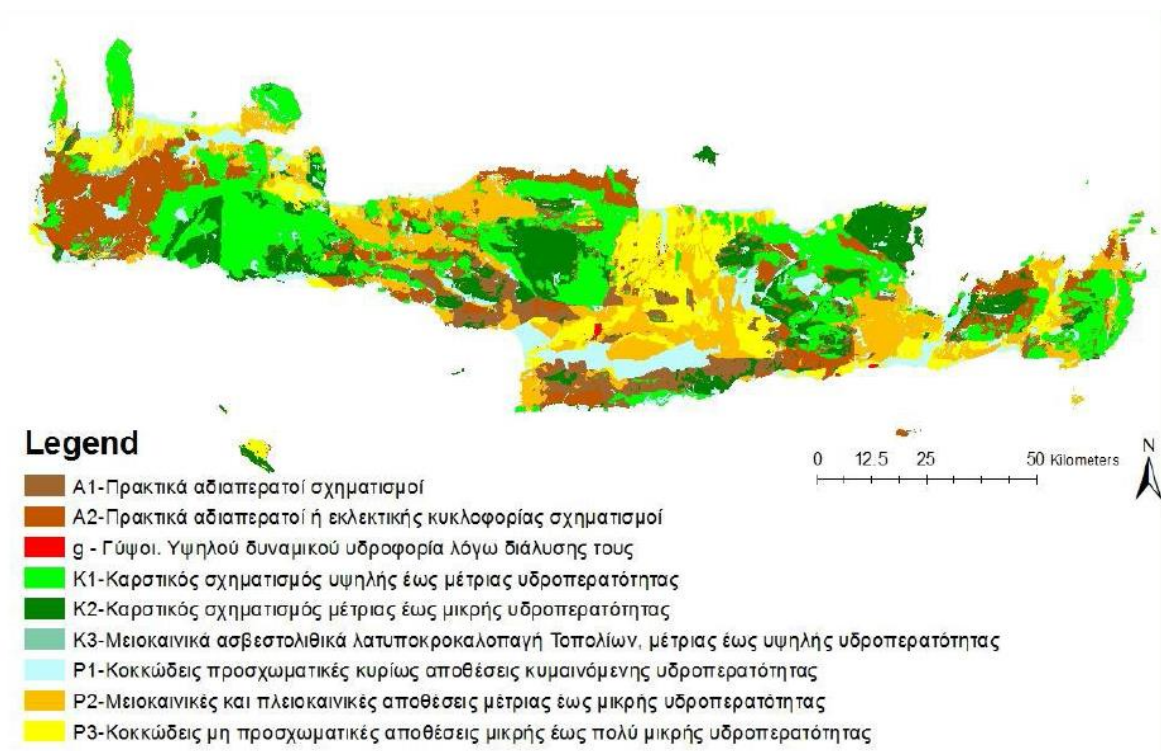 Legend
A1-Πρακτικά αδιαπερατοί σχηματισμοί
A2-Πρακτικά αδιαπερατοί ή εκλεκτικής κυκλοφορίας σχηματισμοί
g - Γύψοι. Υψηλού δυναμικού υδροφορία λόγω διάλυσης τους
K1-Καρστικός σχηματισμός υψηλής έως μέτριας υδροπερατότητας
K2-Καρστικός σχηματισμός μέτριας έως μικρής υδροπερατότητας
K3-Μειοκαινικά ασβεστολιθικά λατυποκροκαλοπαγή Τοπολίων, μέτριας έως υψηλής υδροπερατότητας
P1-Κοκκώδεις προσχωματικές κυρίως αποθέσεις κυμαινόμενης υδροπερατότητας
P2-Μειοκαινικές και πλειοκαινικές αποθέσεις μέτριας έως μικρής υδροπερατότητας
P3-Κοκκώδεις μη προσχωματικές αποθέσεις μικρής έως πολύ μικρής υδροπερατότητας
0 12.5 25 50 Kilometers
N